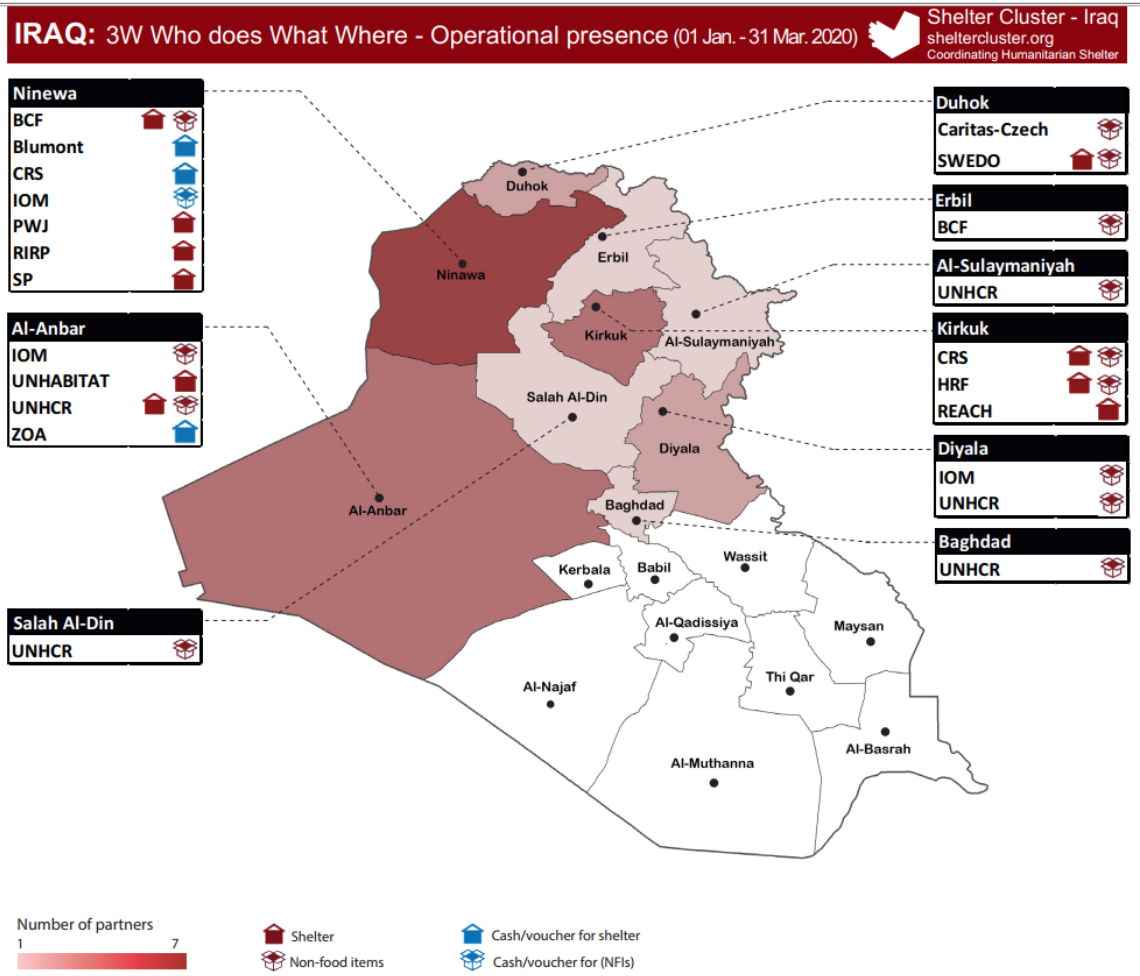 IRAQ: 3W Who does What Where - Operational presence (01 Jan. - 31 Mar. 2020)
Shelter Cluster - Iraq
sheltercluster.org
Coordinating Humanitarian Shelter
Ninewa
BCF
Blumont
CRS
IOM
PWJ
RIRP
SP
Al-Anbar
IOM
UNHABITAT
UNHCR
ZOA
Salah Al-Din
UNHCR
Duhok
Caritas-Czech
SWEDO
Erbil
BCF
Al-Sulaymaniyah
UNHCR
Kirkuk
CRS
HRF
REACH
Diyala
IOM
UNHCR
Baghdad
UNHCR
Duhok
Ninawa
Erbil
Kirkuk
Al-Sulaymaniyah
Salah Al-Din
Diyala
Al-Anbar
Baghdad
Kerbala
Babil
Wassit
Al-Qadissiya
Maysan
Thi Qar
Al-Najaf
Al-Basrah
Al-Muthanna
Number of partners
1 7
Shelter
Non-food items
Cash/voucher for shelter
Cash/voucher for (NFIs)